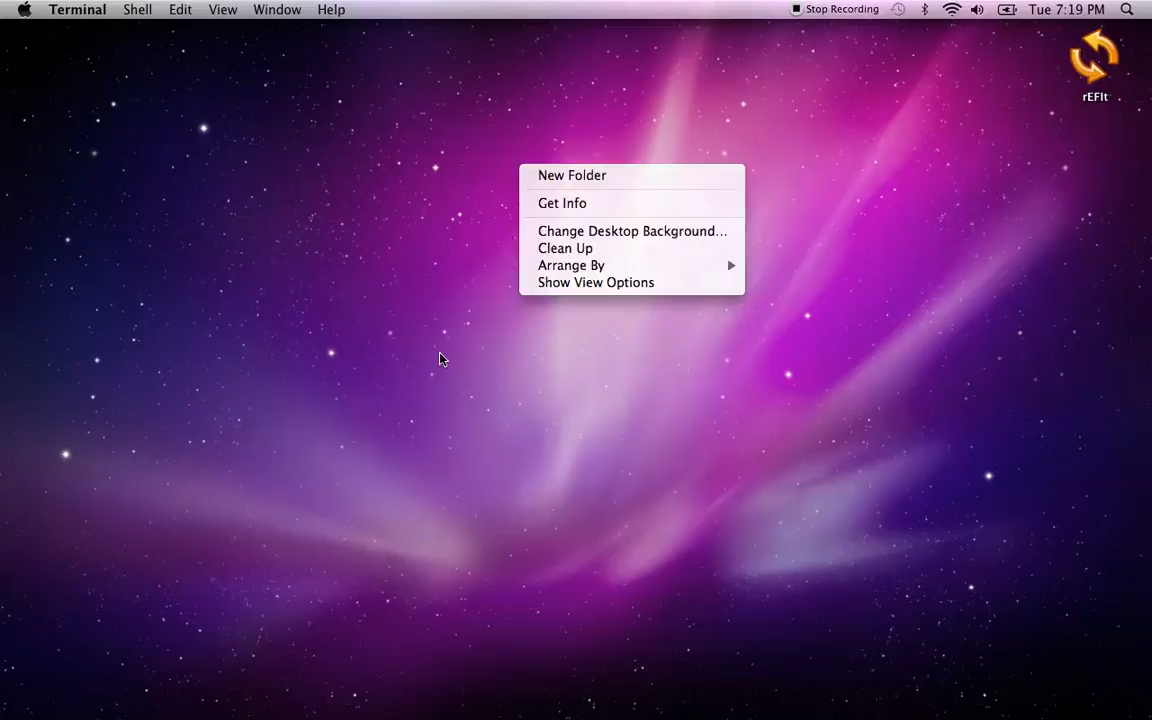 Terminal Shell Edit View Window Help Stop Recording Tue 7:19 PM
rEFIt
New Folder
Get Info
Change Desktop Background...
Clean Up
Arrange By
Show View Options